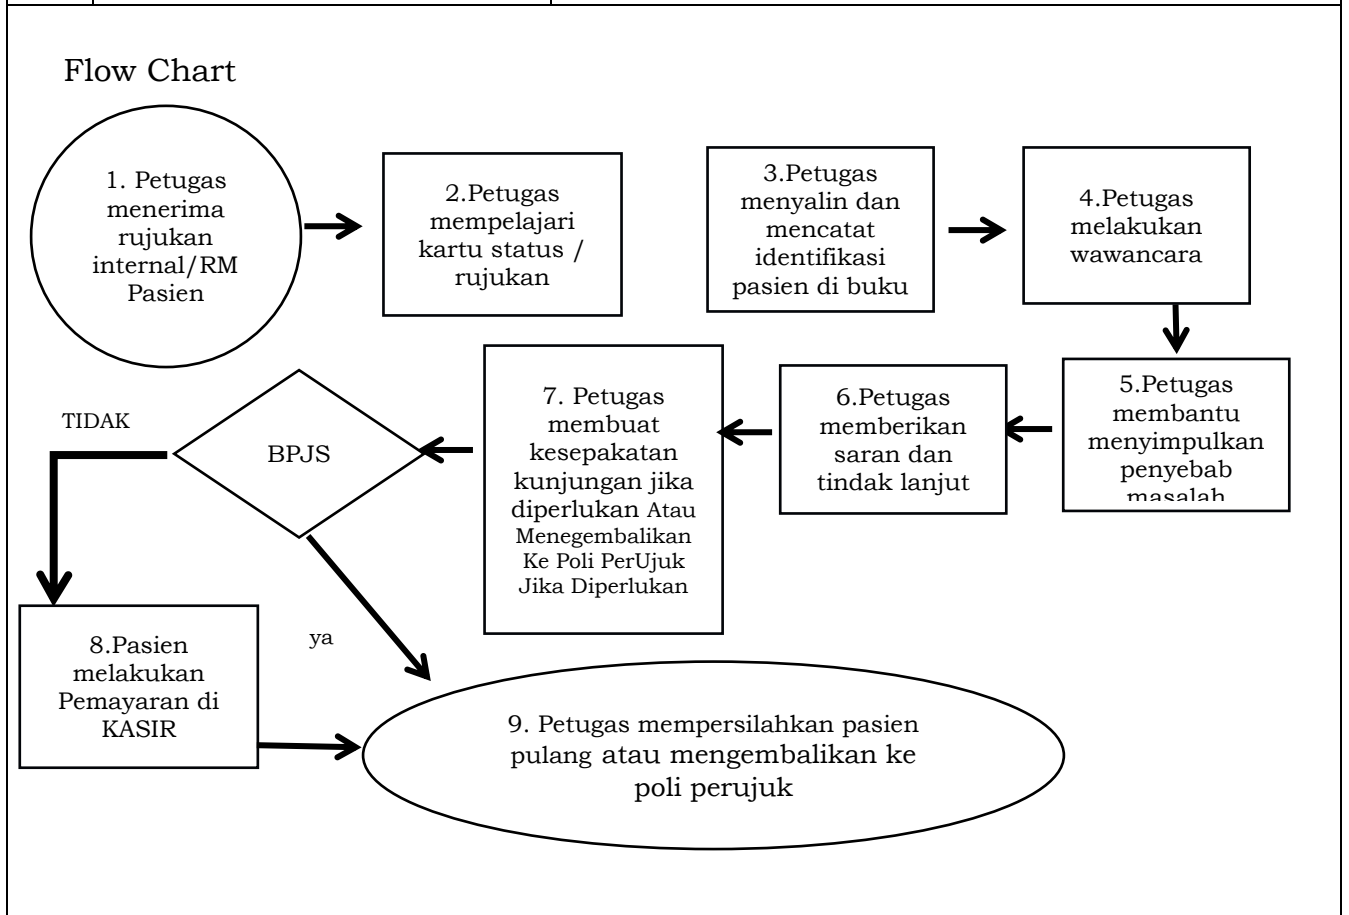 Flow Chart
1. Petugas
menerima
rujukan
internal/RM
Pasien
2.Petugas
mempelajari
kartu status /
rujukan
3.Petugas
menyalin dan
mencatat
identifikasi
pasien di buku
4.Petugas
melakukan
wawancara
5.Petugas
membantu
menyimpulkan
penyebab
masalah
6.Petugas
memberikan
saran dan
tindak lanjut
7. Petugas
membuat
kesepakatan
kunjungan jika
diperlukan Atau
Menegembalikan
Ke Poli PerUjuk
Jika Diperlukan
BPJS
TIDAK
ya
8.Pasien
melakukan
Pemayaran di
KASIR
9. Petugas mempersilahkan pasien
pulang atau mengembalikan ke
poli perujuk